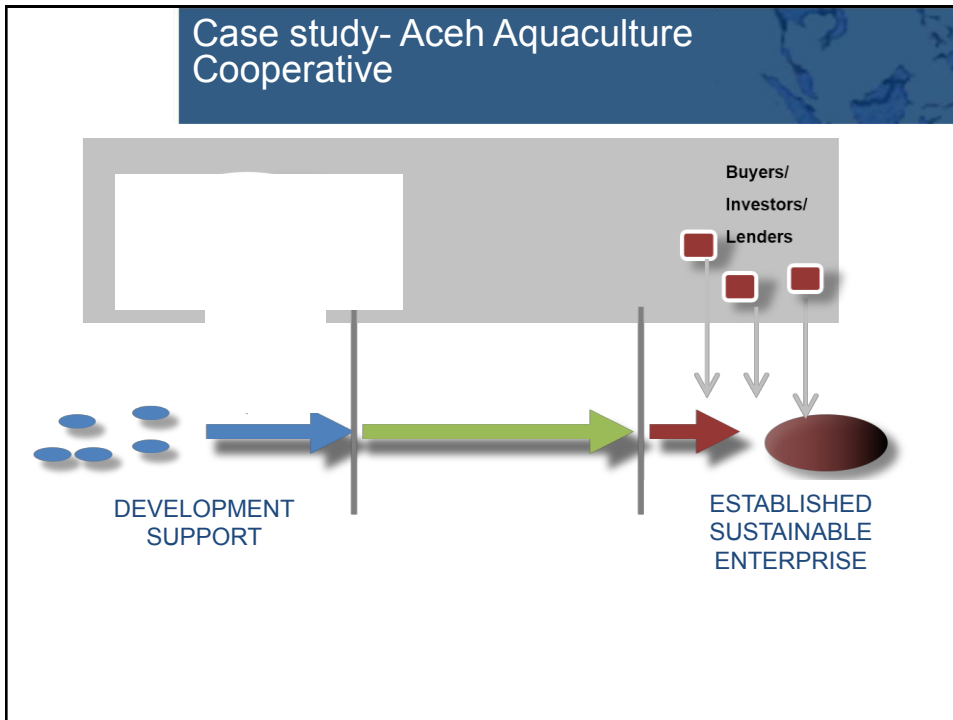 Case study- Aceh Aquaculture
Cooperative
Buyers/
Investors/
Lenders
DEVELOPMENT
SUPPORT
ESTABLISHED
SUSTAINABLE
ENTERPRISE